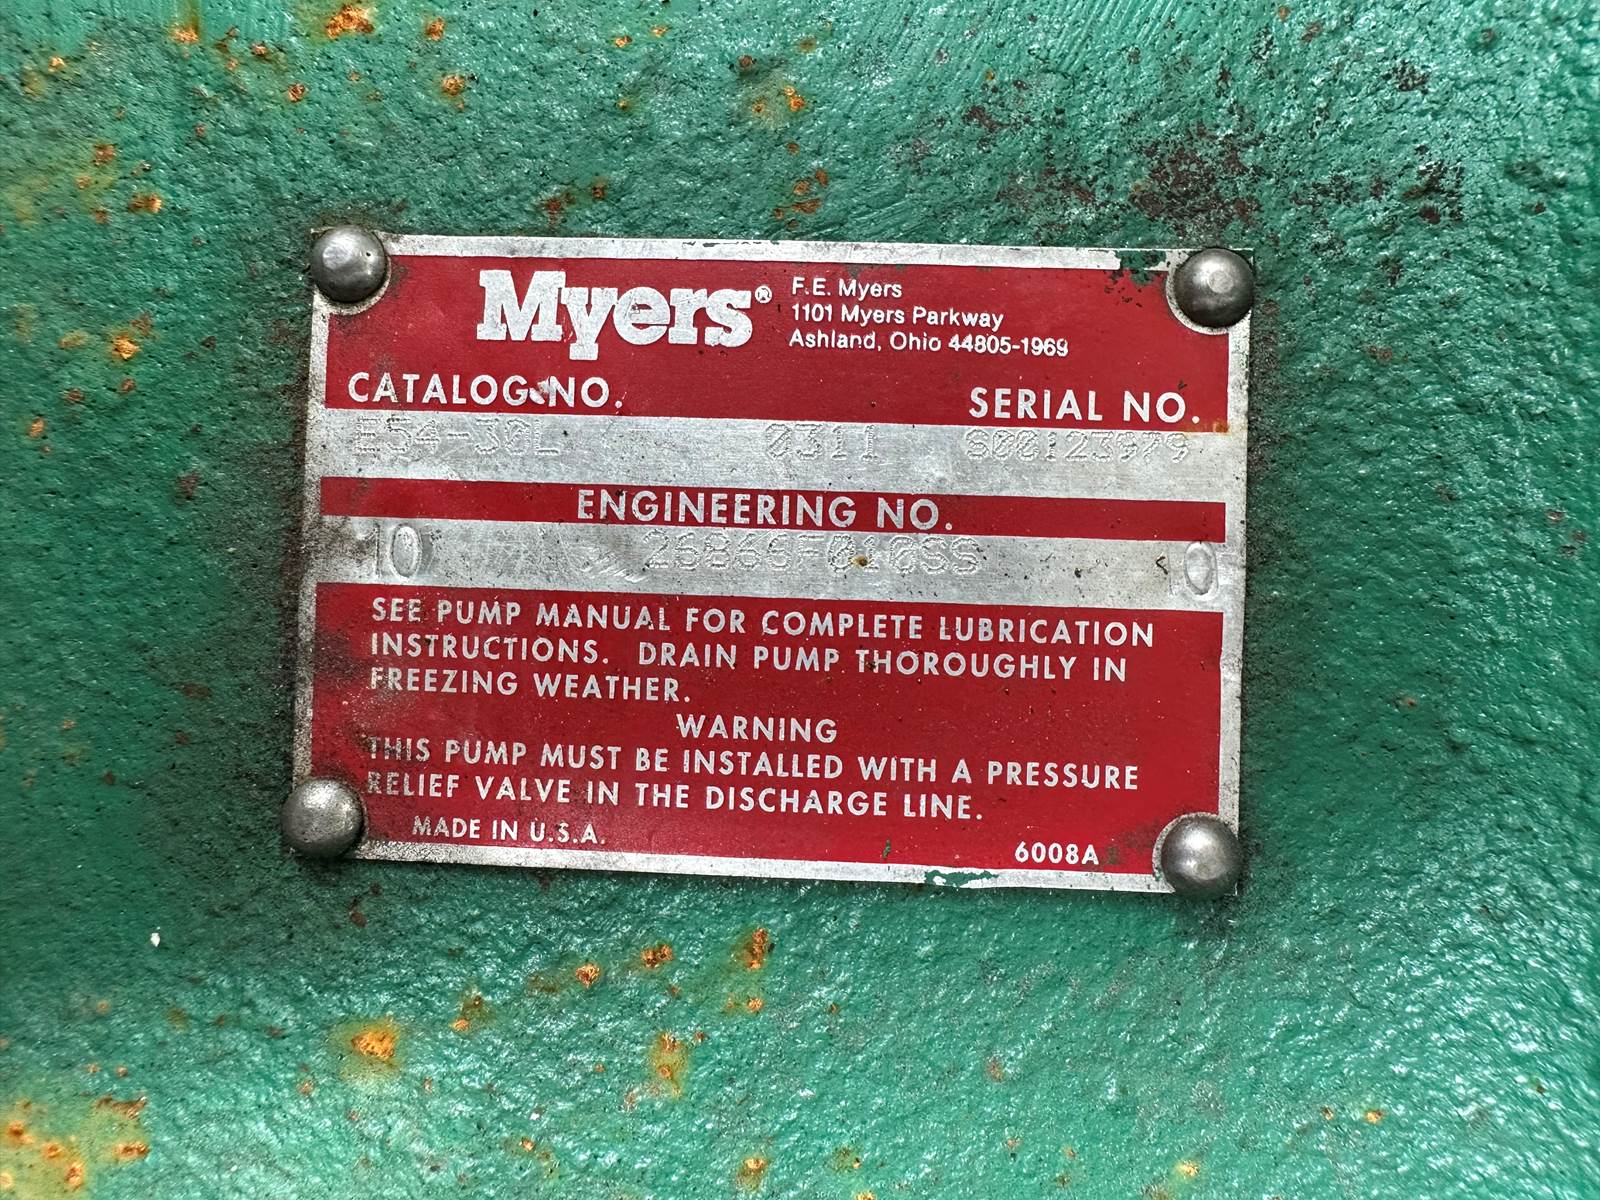 Myers®
F.E. Myers
1101 Myers Parkway
Ashland, Ohio 44805-1969
CATALOG NO. SERIAL NO.
E54-30L 0311 S00123979
ENGINEERING NO.
10 26866F010SS 10
SEE PUMP MANUAL FOR COMPLETE LUBRICATION
INSTRUCTIONS. DRAIN PUMP THOROUGHLY IN
FREEZING WEATHER.
WARNING
THIS PUMP MUST BE INSTALLED WITH A PRESSURE
RELIEF VALVE IN THE DISCHARGE LINE.
MADE IN U.S.A. 6008A